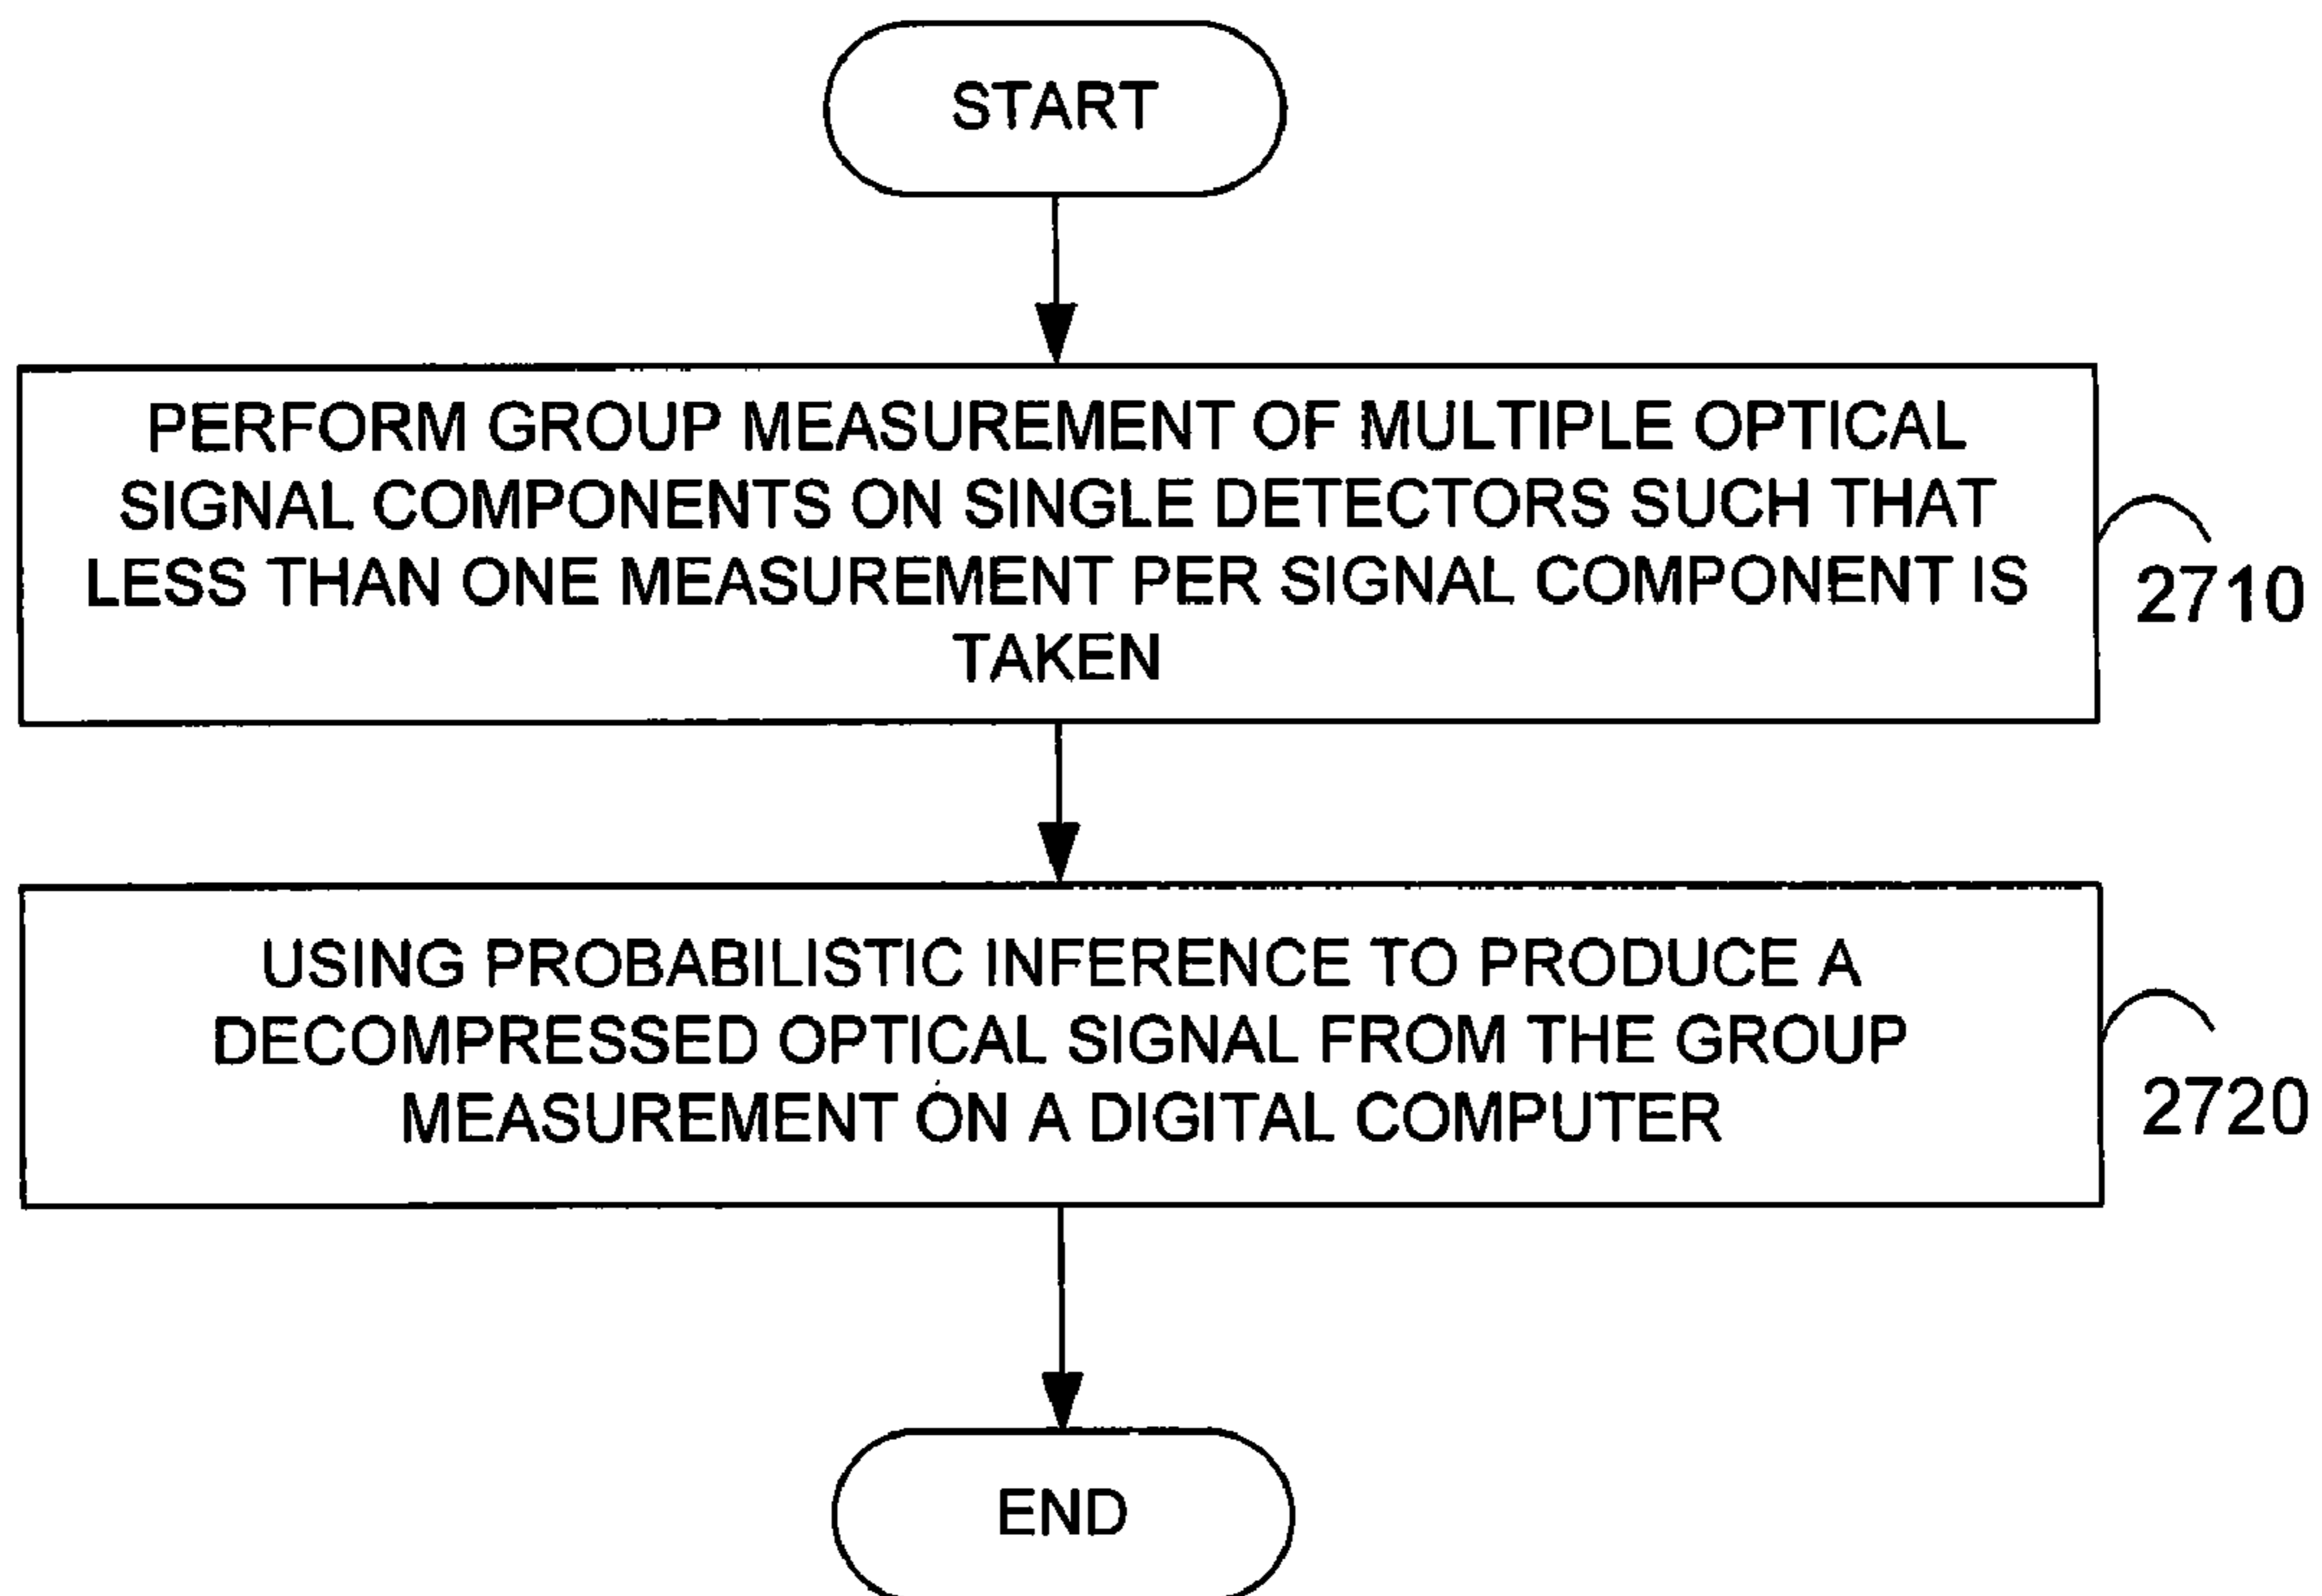 START
PERFORM GROUP MEASUREMENT OF MULTIPLE OPTICAL
SIGNAL COMPONENTS ON SINGLE DETECTORS SUCH THAT
LESS THAN ONE MEASUREMENT PER SIGNAL COMPONENT IS
TAKEN
2710
USING PROBABILISTIC INFERENCE TO PRODUCE A
DECOMPRESSED OPTICAL SIGNAL FROM THE GROUP
MEASUREMENT ON A DIGITAL COMPUTER
2720
END